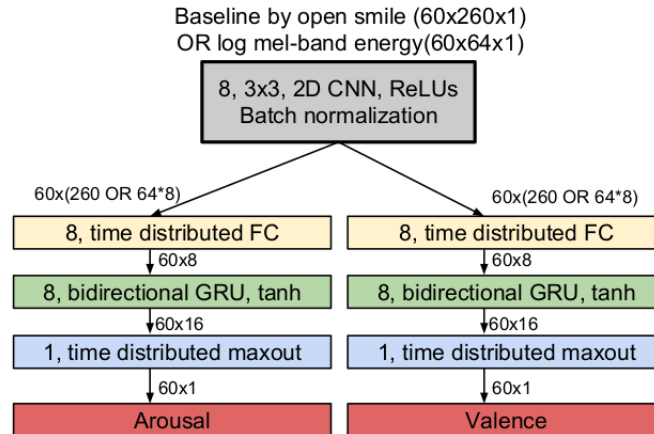 Baseline by open smile (60x260x1)
OR log mel-band energy(60x64x1)
8, 3x3, 2D CNN, ReLUs
Batch normalization
60x(260 OR 64*8)
60x(260 OR 64*8)
8, time distributed FC
8, time distributed FC
60x8
60x8
8, bidirectional GRU, tanh
8, bidirectional GRU, tanh
60x16
60x16
1, time distributed maxout
1, time distributed maxout
60x1
60x1
Arousal
Valence